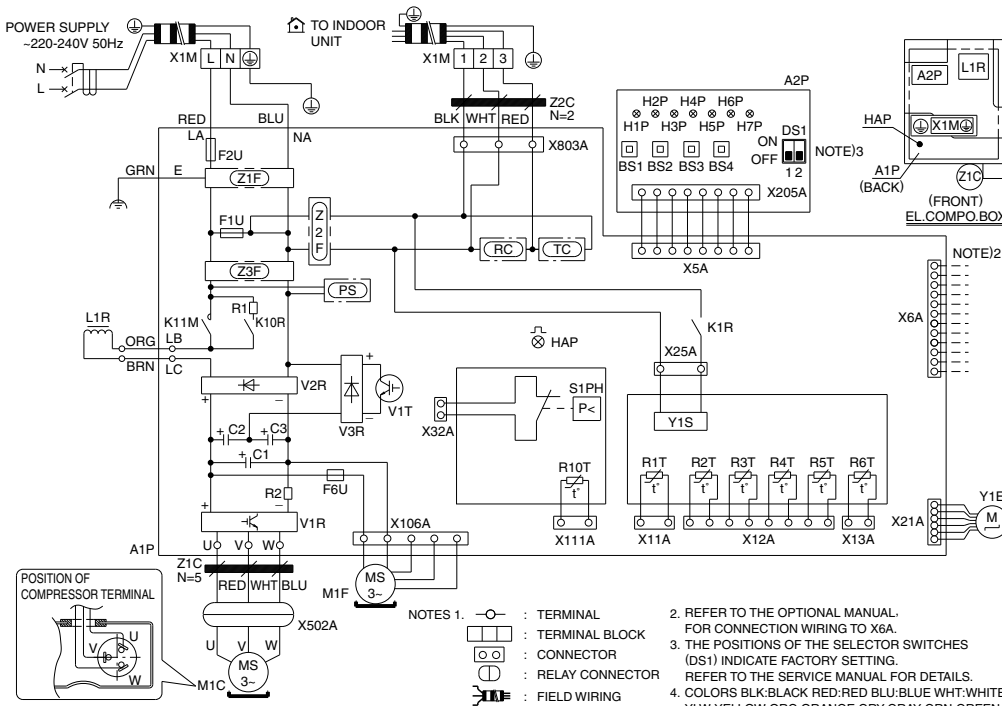 POWER SUPPLY
~220-240V 50Hz
N
L
X1M L N
TO INDOOR
UNIT
X1M 1 2 3
Z2C
N=2
BLK WHT RED
RED BLU
LA NA
F2U
X803A
GRN E
Z1F
F1U
Z2F
RC TC
Z3F
PS
R1
K11M K10R
L1R
ORG LB
BRN LC
V2R
+ −
+
−
V3R
V1T
+ C2 + C3
+ C1
F6U
R2
+ −
V1R
U V W
A1P
Z1C
N=5
RED WHT BLU
X502A
U V W
MS
3~
M1C
X106A
MS
3~
M1F
POSITION OF
COMPRESSOR TERMINAL
U
V
W
A2P
H2P H4P H6P
H1P H3P H5P H7P
BS1 BS2 BS3 BS4
DS1
ON
OFF
1 2
NOTE)3
X205A
X5A
K1R
X25A
HAP
S1PH
P<
X32A
R10T
t°
X111A
Y1S
R1T R2T R3T R4T R5T R6T
t° t° t° t° t° t°
X11A X12A X13A
A2P L1R
HAP
X1M
A1P
(BACK)
Z1C
(FRONT)
EL.COMPO.BOX
NOTE)2
X6A
X21A
Y1E
M
NOTES 1. : TERMINAL
: TERMINAL BLOCK
: CONNECTOR
: RELAY CONNECTOR
: FIELD WIRING
2. REFER TO THE OPTIONAL MANUAL,
FOR CONNECTION WIRING TO X6A.
3. THE POSITIONS OF THE SELECTOR SWITCHES
(DS1) INDICATE FACTORY SETTING.
REFER TO THE SERVICE MANUAL FOR DETAILS.
4. COLORS BLK:BLACK RED:RED BLU:BLUE WHT:WHITE